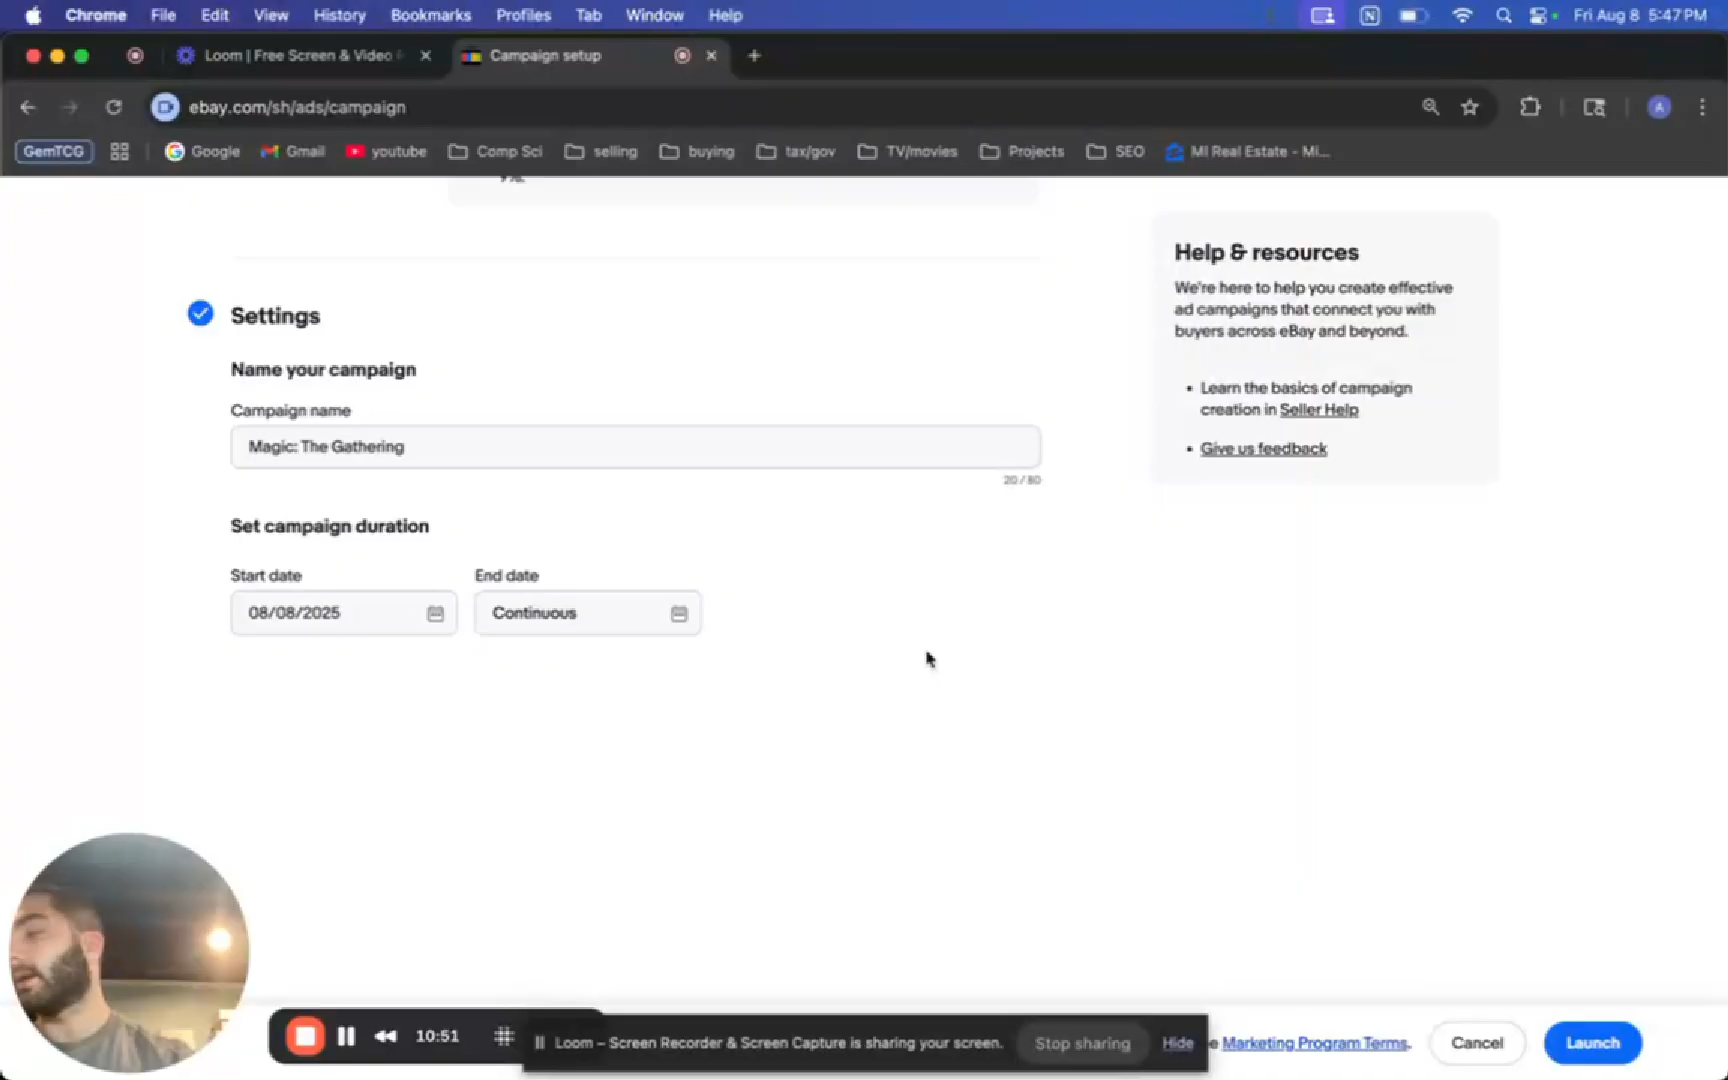 Chrome File Edit View History Bookmarks Profiles Tab Window Help Fri Aug 8 5:47 PM
Loom | Free Screen & Video
Campaign setup
ebay.com/sh/ads/campaign
A
GemTCG Google Gmail youtube Comp Sci selling buying tax/gov TV/movies Projects SEO MI Real Estate - Mi...
Settings
Name your campaign
Campaign name
Magic: The Gathering
20/80
Set campaign duration
Start date End date
08/08/2025 Continuous
Help & resources
We're here to help you create effective
ad campaigns that connect you with
buyers across eBay and beyond.
• Learn the basics of campaign
creation in Seller Help
• Give us feedback
10:51
Loom – Screen Recorder & Screen Capture is sharing your screen. Stop sharing Hide
Marketing Program Terms. Cancel Launch